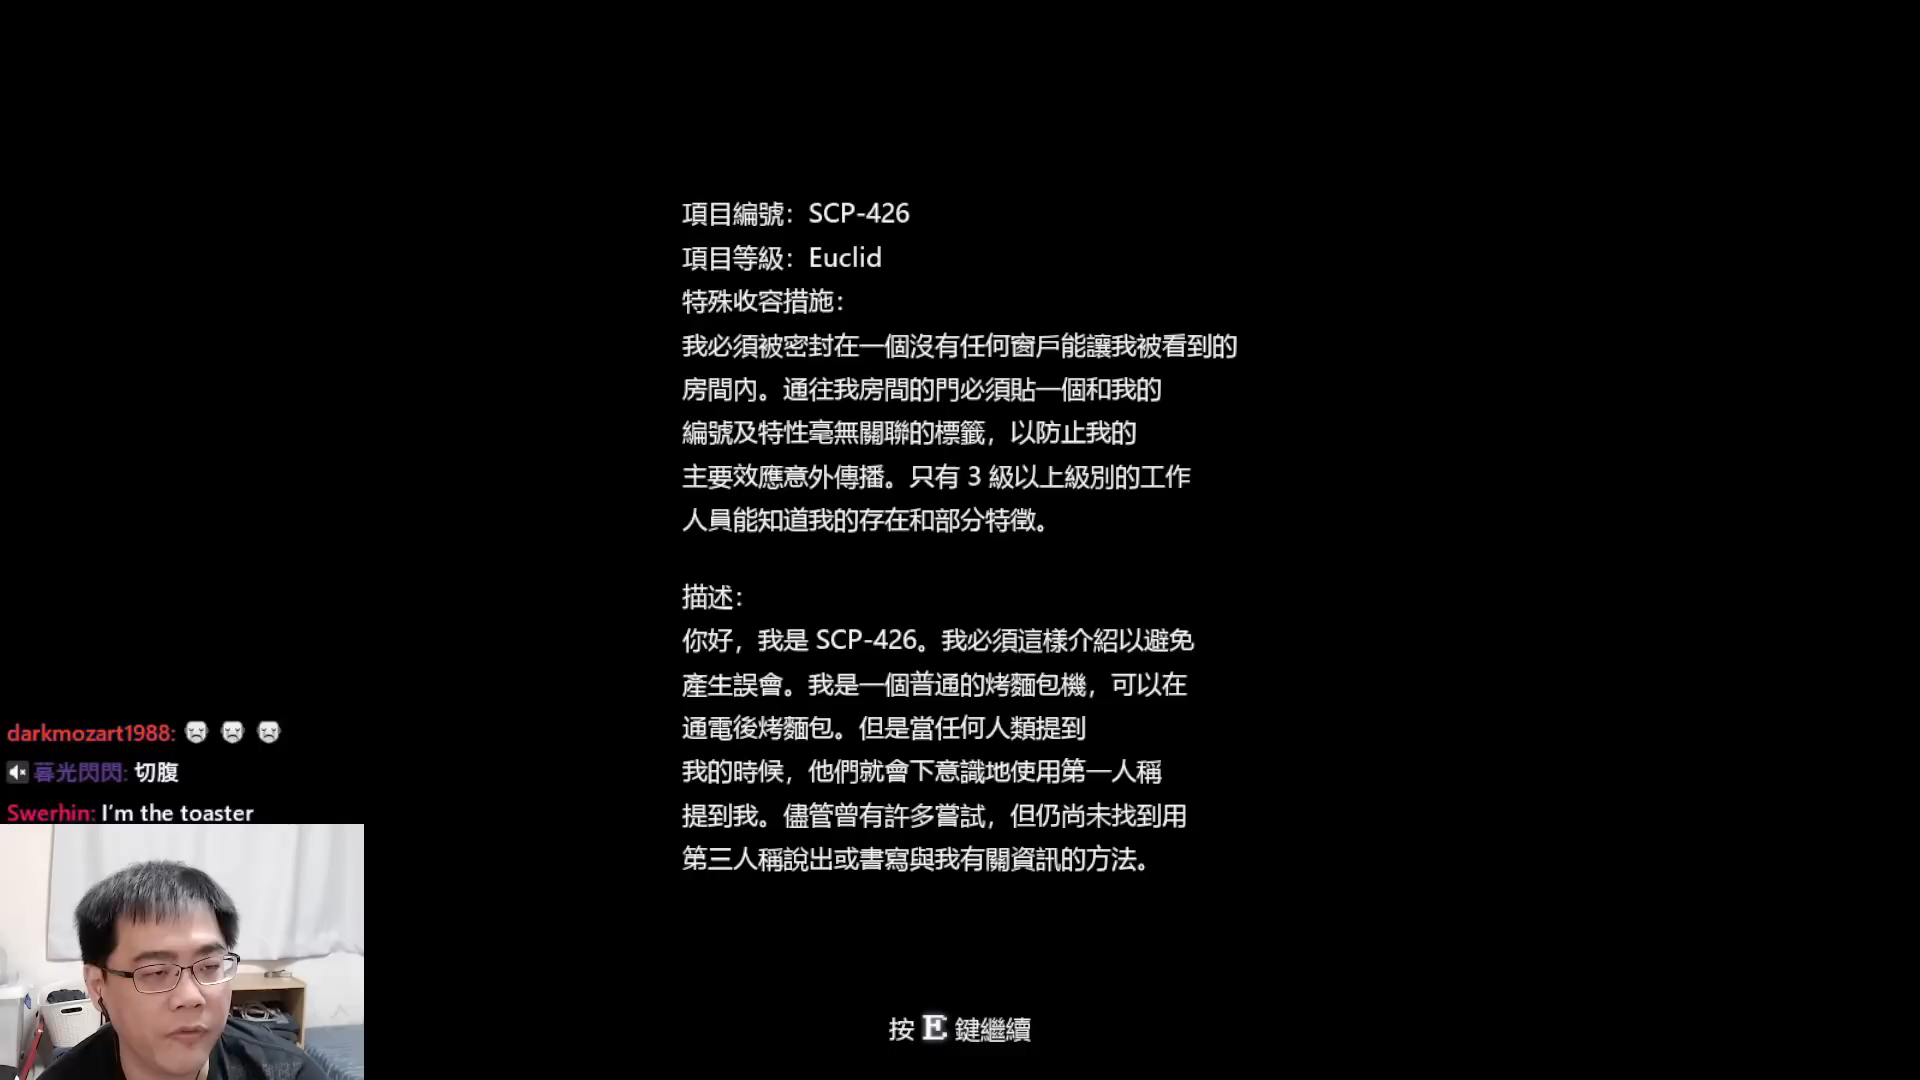 項目編號：SCP-426
項目等級：Euclid
特殊收容措施：
我必須被密封在一個沒有任何窗戶能讓我被看到的
房間內。通往我房間的門必須貼一個和我的
編號及特性毫無關聯的標籤，以防止我的
主要效應意外傳播。只有 3 級以上級別的工作
人員能知道我的存在和部分特徵。
描述：
你好，我是 SCP-426。我必須這樣介紹以避免
產生誤會。我是一個普通的烤麵包機，可以在
通電後烤麵包。但是當任何人類提到
我的時候，他們就會下意識地使用第一人稱
提到我。儘管曾有許多嘗試，但仍尚未找到用
第三人稱說出或書寫與我有關資訊的方法。
按 E 鍵繼續
darkmozart1988:
暮光閃閃: 切腹
Swerhin: I'm the toaster